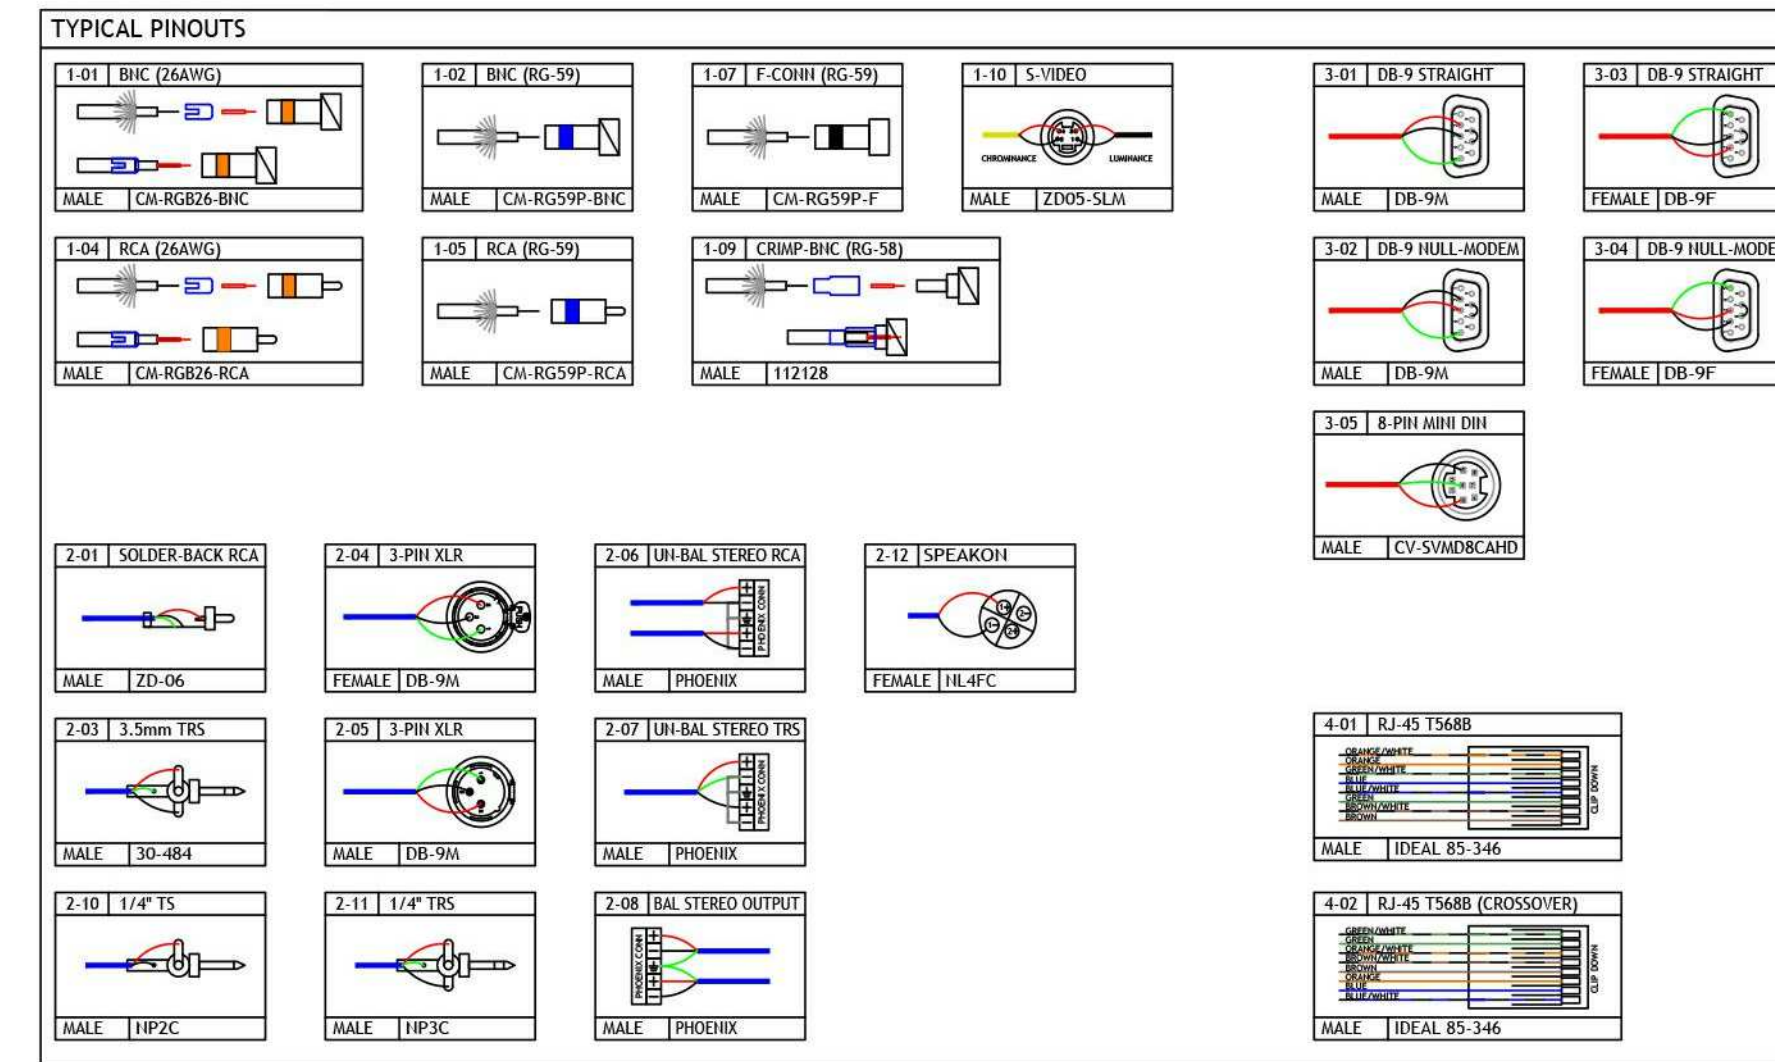 TYPICAL PINOUTS
1-01 BNC (26AWG)
MALE CM-RGB26-BNC
1-02 BNC (RG-59)
MALE CM-RG59P-BNC
1-07 F-CONN (RG-59)
MALE CM-RG59P-F
1-10 S-VIDEO
CHROMINANCE LUMINANCE
MALE ZD05-SLM
3-01 DB-9 STRAIGHT
MALE DB-9M
3-03 DB-9 STRAIGHT
FEMALE DB-9F
1-04 RCA (26AWG)
MALE CM-RGB26-RCA
1-05 RCA (RG-59)
MALE CM-RG59P-RCA
1-09 CRIMP-BNC (RG-58)
MALE 112128
3-02 DB-9 NULL-MODEM
MALE DB-9M
3-04 DB-9 NULL-MODE
FEMALE DB-9F
3-05 8-PIN MINI DIN
MALE CV-SVMD8CAHD
2-01 SOLDER-BACK RCA
MALE ZD-06
2-04 3-PIN XLR
PUSH
FEMALE DB-9M
2-06 UN-BAL STEREO RCA
PHOENIX CONN
MALE PHOENIX
2-12 SPEAKON
1+
2-
1-
2+
FEMALE NL4FC
2-03 3.5mm TRS
MALE 30-484
2-05 3-PIN XLR
MALE DB-9M
2-07 UN-BAL STEREO TRS
PHOENIX CONN
MALE PHOENIX
4-01 RJ-45 T568B
ORANGE/WHITE
ORANGE
GREEN/WHITE
BLUE
BLUE/WHITE
GREEN
BROWN/WHITE
BROWN
CLIP DOWN
MALE IDEAL 85-346
2-10 1/4" TS
MALE NP2C
2-11 1/4" TRS
MALE NP3C
2-08 BAL STEREO OUTPUT
PHOENIX CONN
MALE PHOENIX
4-02 RJ-45 T568B (CROSSOVER)
GREEN/WHITE
GREEN
ORANGE/WHITE
BROWN/WHITE
BROWN
ORANGE
BLUE
BLUE/WHITE
CLIP DOWN
MALE IDEAL 85-346